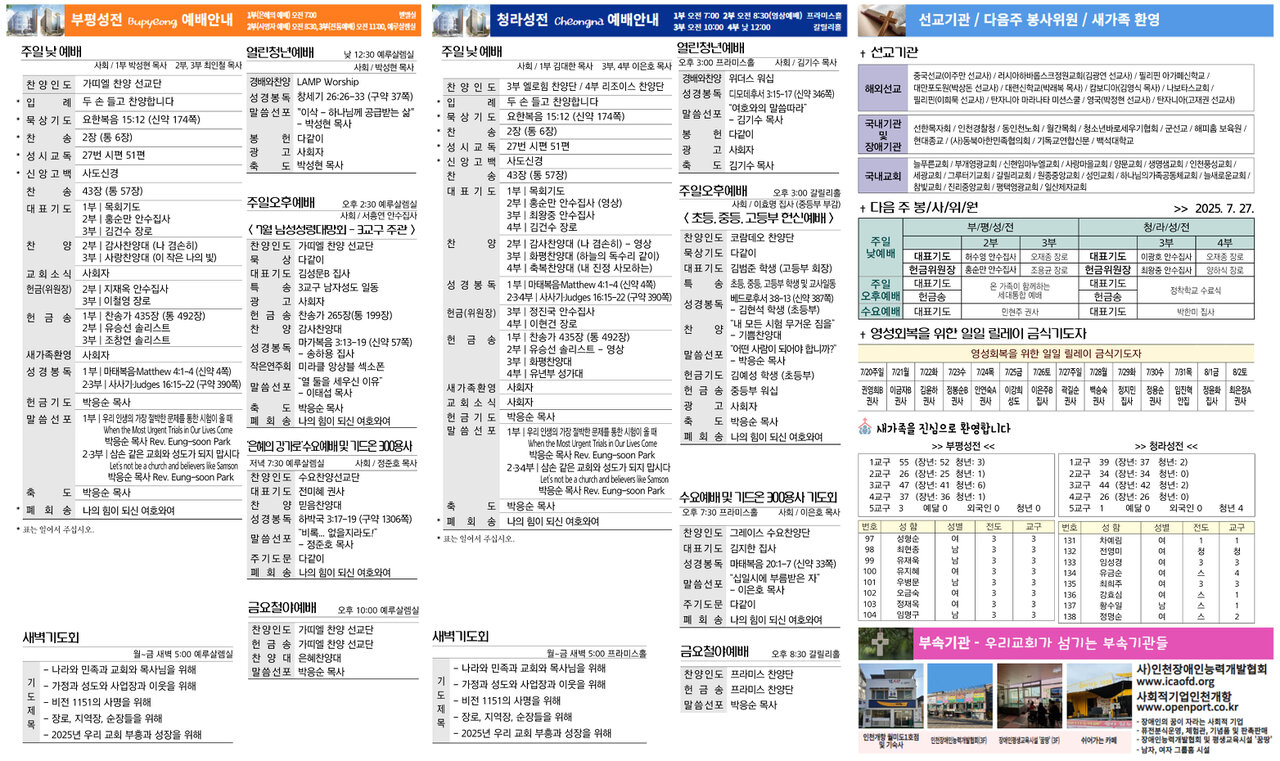 부평성전 Bupyeong 예배안내
1부(은혜의 예배) 오전 7:00 벧엘실
2부(사명자 예배) 오전 8:30, 3부(전통예배) 오전 11:00, 예루살렘실
주일 낮 예배
사회 / 1부 박성현 목사 2부, 3부 최인철 목사
찬양인도 가띠엘 찬양 선교단
* 입례 두 손 들고 찬양합니다
* 묵상기도 요한복음 15:12 (신약 174쪽)
* 찬송 2장 (통 6장)
* 성시교독 27번 시편 51편
* 신앙고백 사도신경
찬송 43장 (통 57장)
대표기도 1부 | 목회기도
2부 | 홍순만 안수집사
3부 | 김건수 장로
찬양 2부 | 감사찬양대 (나 겸손히)
3부 | 사랑찬양대 (이 작은 나의 빛)
교회소식 사회자
헌금(위원장) 2부 | 지재옥 안수집사
3부 | 이철영 장로
헌금송 1부 | 찬송가 435장 (통 492장)
2부 | 유승선 솔리스트
3부 | 조창연 솔리스트
새가족환영 사회자
성경봉독 1부 | 마태복음Matthew 4:1-4 (신약 4쪽)
2·3부 | 사사기Judges 16:15-22 (구약 390쪽)
헌금기도 박응순 목사
말씀선포 1부 | 우리 인생의 가장 절박한 문제를 통한 시험이 올 때
When the Most Urgent Trials in Our Lives Come
박응순 목사 Rev. Eung-soon Park
2·3부 | 삼손 같은 교회와 성도가 되지 맙시다
Let's not be a church and believers like Samson
박응순 목사 Rev. Eung-soon Park
축도 박응순 목사
* 폐회송 나의 힘이 되신 여호와여
* 표는 일어서 주십시오.
새벽기도회
월-금 새벽 5:00 예루살렘실
기도제목
- 나라와 민족과 교회와 목사님을 위해
- 가정과 성도와 사업장과 이웃을 위해
- 비전 1151의 사명을 위해
- 장로, 지역장, 순장들을 위해
- 2025년 우리 교회 부흥과 성장을 위해
열린청년예배 낮 12:30 예루살렘실
사회 / 박성현 목사
경배와찬양 LAMP Worship
성경봉독 창세기 26:26-33 (구약 37쪽)
말씀선포 "이삭 - 하나님께 공급받는 삶"
- 박성현 목사
봉헌 다같이
광고 사회자
축도 박성현 목사
주일오후예배 오후 2:30 예루살렘실
사회 / 서홍연 안수집사
< 7월 남성성령대망회 - 3교구 주관 >
찬양인도 가띠엘 찬양 선교단
묵상 다같이
대표기도 김성문B 집사
특송 3교구 남자성도 일동
광고 사회자
헌금송 찬송가 265장(통 199장)
찬양 감사찬양대
성경봉독 마가복음 3:13-19 (신약 57쪽)
- 송하용 집사
작은연주회 미라클 앙상블 섹소폰
말씀선포 "열 둘을 세우신 이유"
- 이태섭 목사
축도 박응순 목사
폐회송 나의 힘이 되신 여호와여
은혜의 강가로 수요예배 및 기드온 300용사
저녁 7:30 예루살렘실 사회 / 정준호 목사
찬양인도 수요찬양선교단
대표기도 전미혜 권사
찬양 믿음찬양대
성경봉독 하박국 3:17-19 (구약 1306쪽)
말씀선포 "비록... 없을지라도!"
- 정준호 목사
주기도문 다같이
폐회송 나의 힘이 되신 여호와여
금요철야예배 오후 10:00 예루살렘실
찬양인도 가띠엘 찬양 선교단
헌금송 가띠엘 찬양 선교단
찬양대 은혜찬양대
말씀선포 박응순 목사
청라성전 Cheongna 예배안내
1부 오전 7:00 2부 오전 8:30(영상예배) 프라미스홀
3부 오전 10:00 4부 낮 12:00 갈릴리홀
주일 낮 예배
사회 / 1부 김대한 목사 3부, 4부 이은호 목사
찬양인도 3부 엘로힘 찬양단 / 4부 리조이스 찬양단
* 입례 두 손 들고 찬양합니다
* 묵상기도 요한복음 15:12 (신약 174쪽)
* 찬송 2장 (통 6장)
* 성시교독 27번 시편 51편
* 신앙고백 사도신경
찬송 43장 (통 57장)
대표기도 1부 | 목회기도
2부 | 홍순만 안수집사 (영상)
3부 | 최왕중 안수집사
4부 | 김건수 장로
찬양 2부 | 감사찬양대 (나 겸손히) - 영상
3부 | 화평찬양대 (하늘의 독수리 같이)
4부 | 축복찬양대 (내 진정 사모하는)
성경봉독 1부 | 마태복음Matthew 4:1-4 (신약 4쪽)
2·3·4부 | 사사기Judges 16:15-22 (구약 390쪽)
헌금(위원장) 3부 | 정진국 안수집사
4부 | 이현건 장로
헌금송 1부 | 찬송가 435장 (통 492장)
2부 | 유승선 솔리스트 - 영상
3부 | 화평찬양대
4부 | 유년부 성가대
새가족환영 사회자
교회소식 사회자
헌금기도 박응순 목사
말씀선포 1부 | 우리 인생의 가장 절박한 문제를 통한 시험이 올 때
When the Most Urgent Trials in Our Lives Come
박응순 목사 Rev. Eung-soon Park
2·3·4부 | 삼손 같은 교회와 성도가 되지 맙시다
Let's not be a church and believers like Samson
박응순 목사 Rev. Eung-soon Park
축도 박응순 목사
* 폐회송 나의 힘이 되신 여호와여
* 표는 일어서 주십시오.
새벽기도회
월-금 새벽 5:00 프라미스홀
기도제목
- 나라와 민족과 교회와 목사님을 위해
- 가정과 성도와 사업장과 이웃을 위해
- 비전 1151의 사명을 위해
- 장로, 지역장, 순장들을 위해
- 2025년 우리 교회 부흥과 성장을 위해
열린청년예배
오후 3:00 프라미스홀 사회 / 김기수 목사
경배와찬양 위더스 워십
성경봉독 디모데후서 3:15-17 (신약 346쪽)
말씀선포 "여호와의 말씀따라"
- 김기수 목사
봉헌 다같이
광고 사회자
축도 김기수 목사
주일오후예배 오후 3:00 갈릴리홀
사회 / 이효명 집사 (중등부 부감)
< 초등, 중등, 고등부 헌신예배 >
찬양인도 코람데오 찬양단
묵상기도 다같이
대표기도 김범준 학생 (고등부 회장)
특송 초등, 중등, 고등부 학생 및 교사일동
성경봉독 베드로후서 3:8-13 (신약 387쪽)
- 김현석 학생 (초등부)
찬양 "내 모든 시험 무거운 짐을"
- 기쁨찬양대
말씀선포 "어떤 사람이 되어야 합니까?"
- 박응순 목사
헌금기도 김예성 학생 (초등부)
헌금송 중등부 워십
광고 사회자
축도 박응순 목사
폐회송 나의 힘이 되신 여호와여
수요예배 및 기드온 300용사 기도회
오후 7:30 프라미스홀 사회 / 이은호 목사
찬양인도 그레이스 수요찬양단
대표기도 김지한 집사
성경봉독 마태복음 20:1-7 (신약 33쪽)
말씀선포 "십일시에 부름받은 자"
- 이은호 목사
주기도문 다같이
폐회송 나의 힘이 되신 여호와여
금요철야예배 오후 8:30 갈릴리홀
찬양인도 프라미스 찬양단
헌금송 프라미스 찬양단
말씀선포 박응순 목사
선교기관 / 다음주 봉사위원 / 새가족 환영
† 선교기관
해외선교 중국선교(이주만 선교사) / 러시아하바롭스크정원교회(김광연 선교사) / 필리핀 아가페신학교 /
대만포도원(박상돈 선교사) / 대련신학교(박래복 목사) / 캄보디아(김영식 목사) / 나보타스교회 /
필리핀(이희묵 선교사) / 탄자니아 마라나타 미션스쿨 / 영국(박정현 선교사) / 탄자니아(고재권 선교사)
국내기관 및 장애기관 선한목자회 / 인천경찰청 / 동인천노회 / 월간목회 / 청소년바로세우기협회 / 군선교 / 해피홈 보육원 /
현대종교 / (사)동북아한민족협의회 / 기독교연합신문 / 백석대학교
국내교회 늘푸른교회 / 부개영광교회 / 신현임마누엘교회 / 사랑마을교회 / 양문교회 / 생명샘교회 / 인천풍성교회 /
세광교회 / 그루터기교회 / 갈릴리교회 / 원종중앙교회 / 성민교회 / 하나님의가족공동체교회 / 늘새로운교회 /
참빛교회 / 진리중앙교회 / 평택영광교회 / 일산제자교회
† 다음 주 봉/사/위/원 >> 2025. 7. 27.
부/평/성/전 청/라/성/전
2부 3부 3부 4부
주일 낮예배 대표기도 허수영 안수집사 오재종 장로 대표기도 이광호 안수집사 오재종 장로
헌금위원장 홍순만 안수집사 조용균 장로 헌금위원장 최왕중 안수집사 양하식 장로
주일 오후예배 대표기도 온 가족이 함께하는 세대통합 예배 대표기도 장착학교 수료식
헌금송 헌금송
수요예배 대표기도 민현주 권사 대표기도 박한미 집사
† 영성회복을 위한 일일 릴레이 금식기도자
영성회복을 위한 일일 릴레이 금식기도자
7/20주일 7/21월 7/22화 7/23수 7/24목 7/25금 7/26토 7/27주일 7/28월 7/29화 7/30수 7/31목 8/1금 8/2토
권영희B 이금자B 김용하 정봉순B 안연숙A 이강희 이은주B 곽길순 백승숙 정지민 정용순 임진혁 정윤화 최은정A
권사 권사 집사 권사 권사 성도 집사 권사 권사 집사 권사 안집 집사 권사
새가족을 진심으로 환영합니다
>> 부평성전 <<
1교구 55 (장년: 52 청년: 3)
2교구 26 (장년: 25 청년: 1)
3교구 47 (장년: 41 청년: 6)
4교구 37 (장년: 36 청년: 1)
5교구 3 예닮 0 외국인 0 청년 0
번호 성함 성별 전도 교구
97 성형순 여 3 3
98 최현종 남 3 3
99 유재욱 남 3 3
100 유지혜 여 3 3
101 우병문 남 3 3
102 오금숙 여 3 3
103 정재옥 여 3 3
104 임명구 남 3 3
>> 청라성전 <<
1교구 39 (장년: 37 청년: 2)
2교구 34 (장년: 34 청년: 0)
3교구 44 (장년: 42 청년: 2)
4교구 26 (장년: 26 청년: 0)
5교구 1 예닮 0 외국인 0 청년 4
번호 성함 성별 전도 교구
131 차예림 여 1 1
132 전영미 여 청 청
133 임성경 여 3 3
134 유금순 여 스 4
135 최희주 여 3 3
136 강효심 여 스 1
137 황수일 남 스 1
138 정명순 여 스 2
부속기관 - 우리교회가 섬기는 부속기관들
인천개항 월미도1호점 및 기숙사
인천장애인능력개발협회(3F)
장애인평생교육시설 '꿈땅' (3F)
쉬어가는 카페
사)인천장애인능력개발협회
www.icaofd.org
사회적기업인천개항
www.openport.co.kr
- 장애인의 꿈이 자라는 사회적 기업
- 퓨전분식운영, 체험관, 기념품 및 판촉판매
- 장애인능력개발협회 및 평생교육시설 '꿈땅'
- 남자, 여자 그룹홈 시설